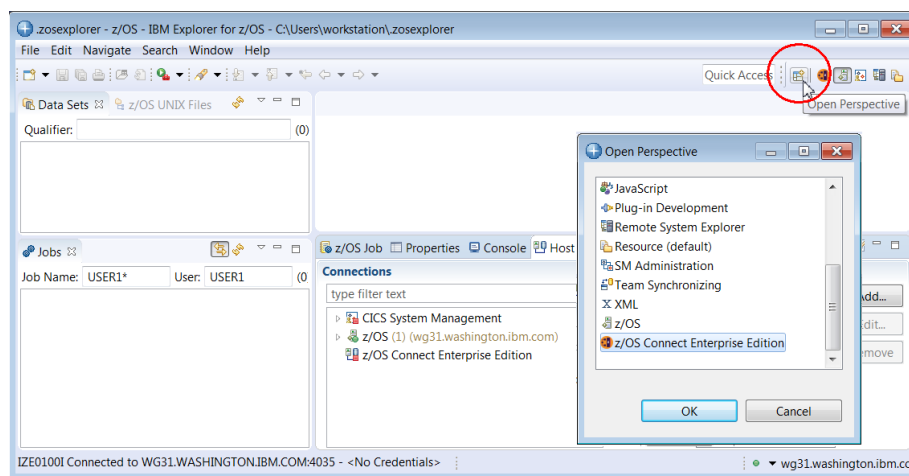 .zosexplorer - z/OS - IBM Explorer for z/OS - C:\Users\workstation\.zosexplorer
File Edit Navigate Search Window Help
Quick Access
Open Perspective
Data Sets z/OS UNIX Files
Qualifier: (0)
Open Perspective
JavaScript
Plug-in Development
Remote System Explorer
Resource (default)
SM Administration
Team Synchronizing
X XML
z/OS
z/OS Connect Enterprise Edition
OK Cancel
Jobs
Job Name: USER1* User: USER1 (0
z/OS Job Properties Console Host
Connections
type filter text
CICS System Management
z/OS (1) (wg31.washington.ibm.com)
z/OS Connect Enterprise Edition
Add...
Edit...
emove
IZE0100I Connected to WG31.WASHINGTON.IBM.COM:4035 - <No Credentials>
wg31.washington.ibm.co